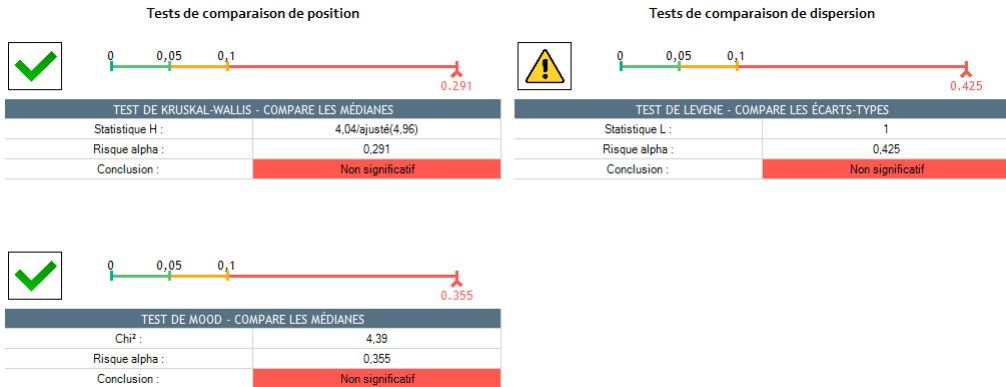 Tests de comparaison de position
0 0,05 0,1
0.291
TEST DE KRUSKAL-WALLIS - COMPARE LES MÉDIANES
Statistique H : 4,04/ajusté(4,96)
Risque alpha : 0,291
Conclusion : Non significatif
0 0,05 0,1
0.355
TEST DE MOOD - COMPARE LES MÉDIANES
Chi² : 4,39
Risque alpha : 0,355
Conclusion : Non significatif
Tests de comparaison de dispersion
0 0,05 0,1
0.425
TEST DE LEVENE - COMPARE LES ÉCARTS-TYPES
Statistique L : 1
Risque alpha : 0,425
Conclusion : Non significatif